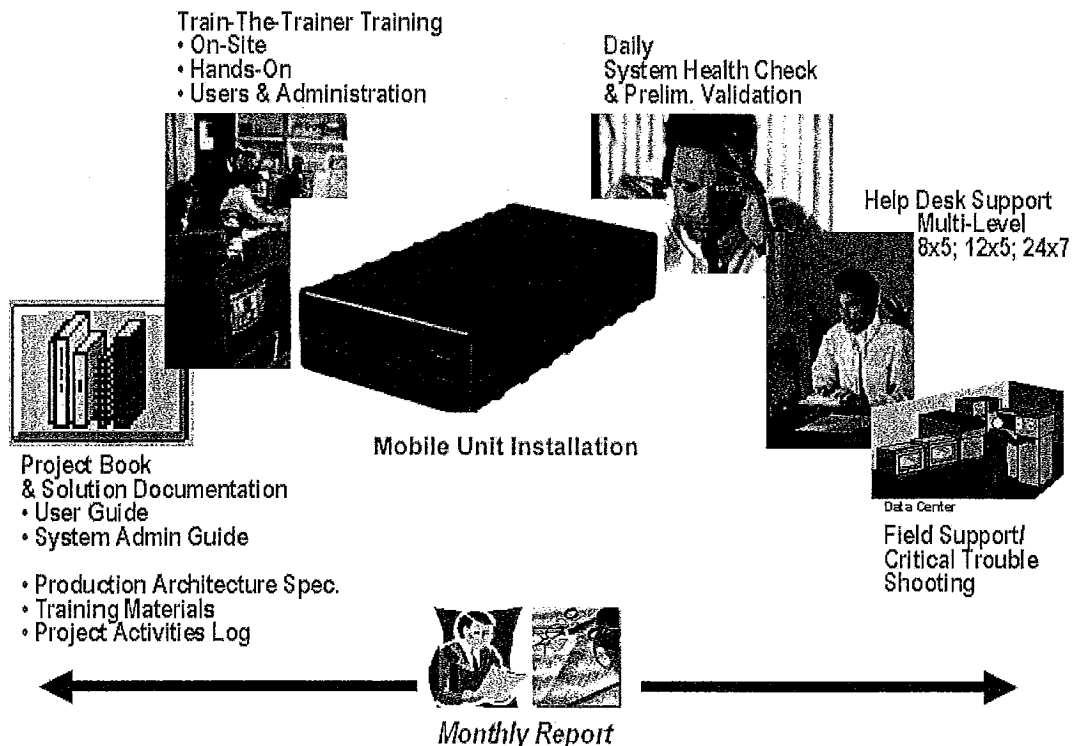 Train-The-Trainer Training
• On-Site
• Hands-On
• Users & Administration
Daily
System Health Check
& Prelim. Validation
Help Desk Support
Multi-Level
8x5; 12x5; 24x7
Mobile Unit Installation
Project Book
& Solution Documentation
• User Guide
• System Admin Guide
• Production Architecture Spec.
• Training Materials
• Project Activities Log
Data Center
Field Support/
Critical Trouble
Shooting
Monthly Report